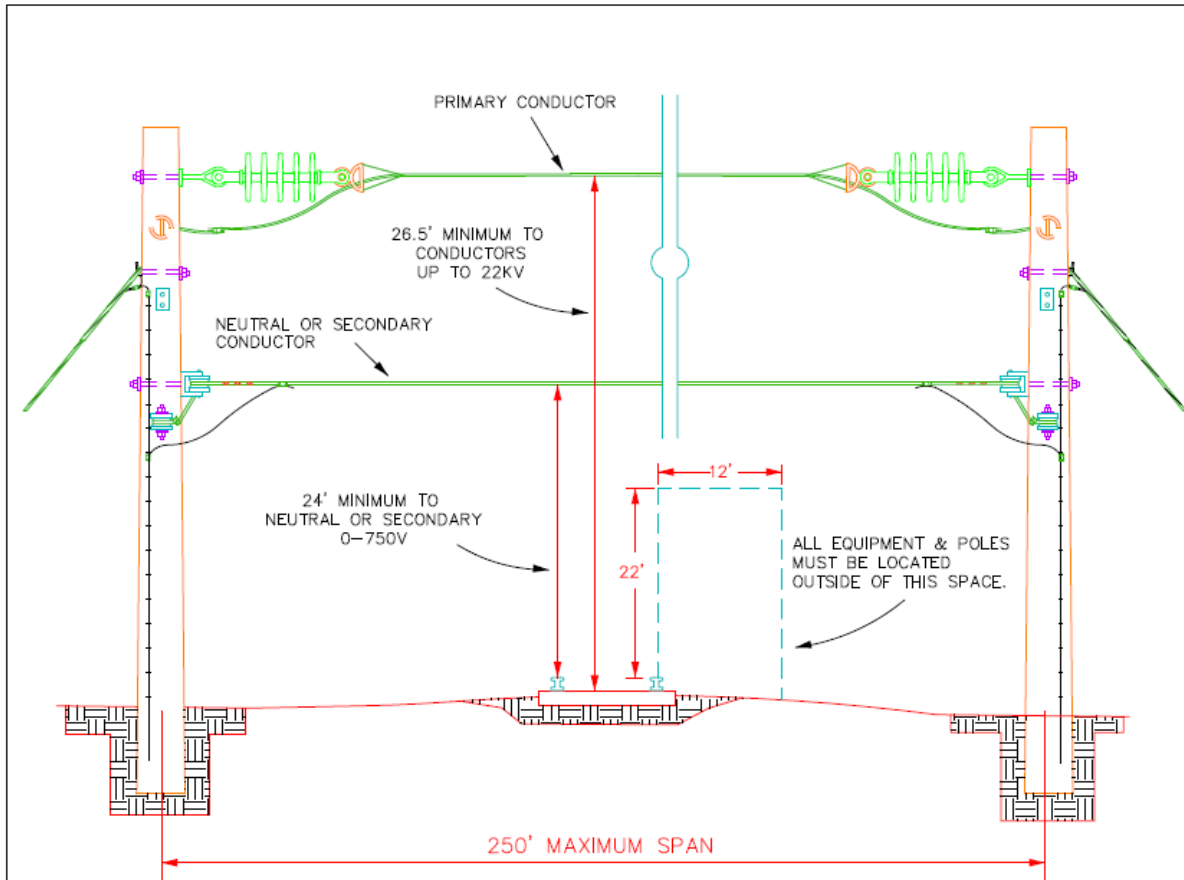 PRIMARY CONDUCTOR
26.5' MINIMUM TO
CONDUCTORS
UP TO 22KV
NEUTRAL OR SECONDARY
CONDUCTOR
12'
24' MINIMUM TO
NEUTRAL OR SECONDARY
0-750V
22'
ALL EQUIPMENT & POLES
MUST BE LOCATED
OUTSIDE OF THIS SPACE.
250' MAXIMUM SPAN